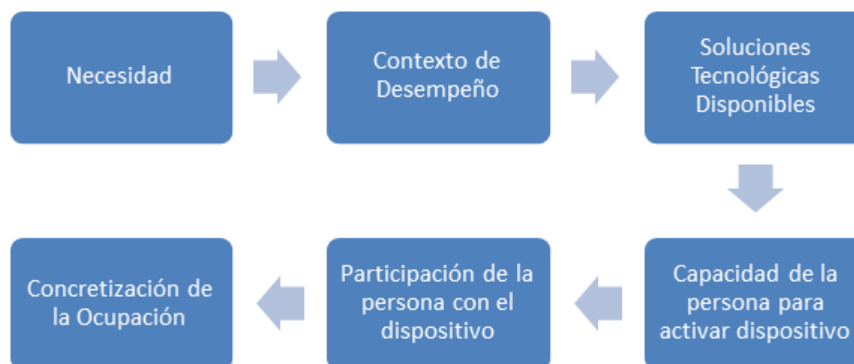 Necesidad
Contexto de
Desempeño
Soluciones
Tecnológicas
Disponibles
Capacidad de la
persona para
activar dispositivo
Participación de la
persona con el
dispositivo
Concretización de
la Ocupación